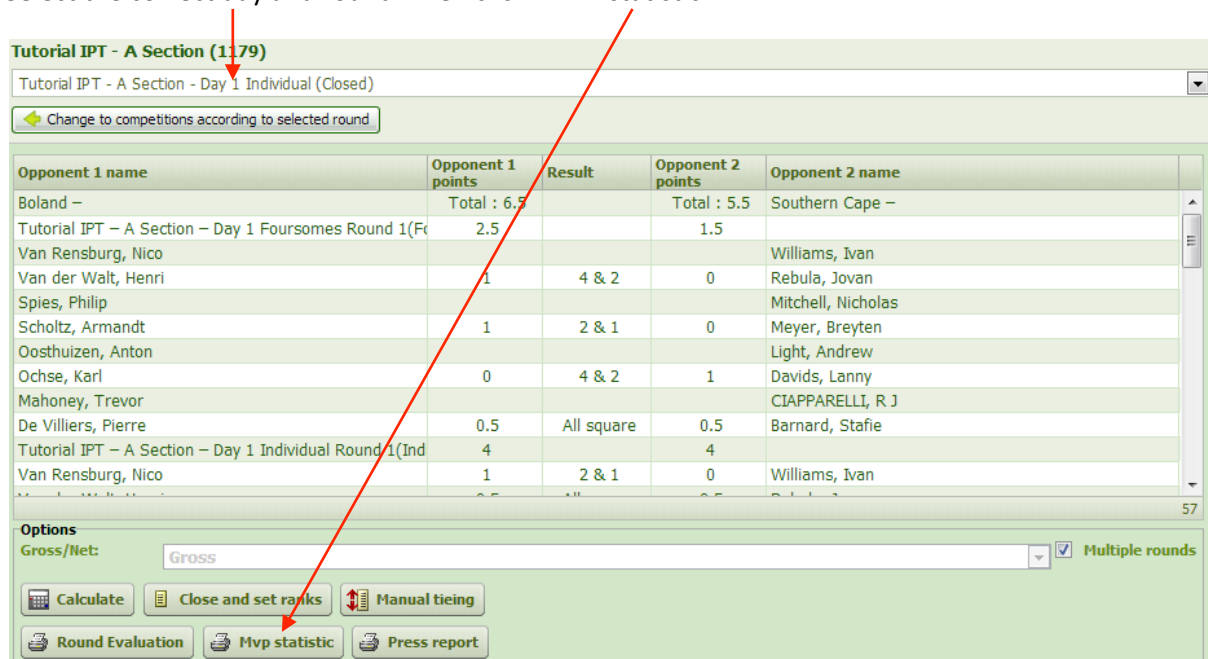 Tutorial IPT - A Section (1179)
Tutorial IPT - A Section - Day 1 Individual (Closed)
Change to competitions according to selected round
Opponent 1 name Opponent 1 points Result Opponent 2 points Opponent 2 name
Boland – Total : 6.5 Total : 5.5 Southern Cape –
Tutorial IPT – A Section – Day 1 Foursomes Round 1(Fo 2.5 1.5
Van Rensburg, Nico Williams, Ivan
Van der Walt, Henri 1 4 & 2 0 Rebula, Jovan
Spies, Philip Mitchell, Nicholas
Scholtz, Armandt 1 2 & 1 0 Meyer, Breyten
Oosthuizen, Anton Light, Andrew
Ochse, Karl 0 4 & 2 1 Davids, Lanny
Mahoney, Trevor CIAPPARELLI, R J
De Villiers, Pierre 0.5 All square 0.5 Barnard, Stafie
Tutorial IPT – A Section – Day 1 Individual Round 1(Ind 4 4
Van Rensburg, Nico 1 2 & 1 0 Williams, Ivan
57
Options
Gross/Net: Gross Multiple rounds
Calculate Close and set ranks Manual tieing
Round Evaluation Mvp statistic Press report